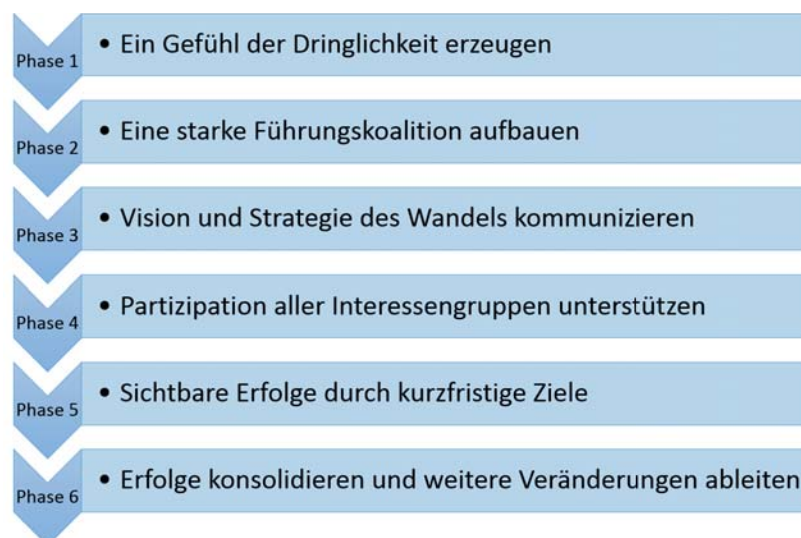 Phase 1
• Ein Gefühl der Dringlichkeit erzeugen
Phase 2
• Eine starke Führungskoalition aufbauen
Phase 3
• Vision und Strategie des Wandels kommunizieren
Phase 4
• Partizipation aller Interessengruppen unterstützen
Phase 5
• Sichtbare Erfolge durch kurzfristige Ziele
Phase 6
• Erfolge konsolidieren und weitere Veränderungen ableiten